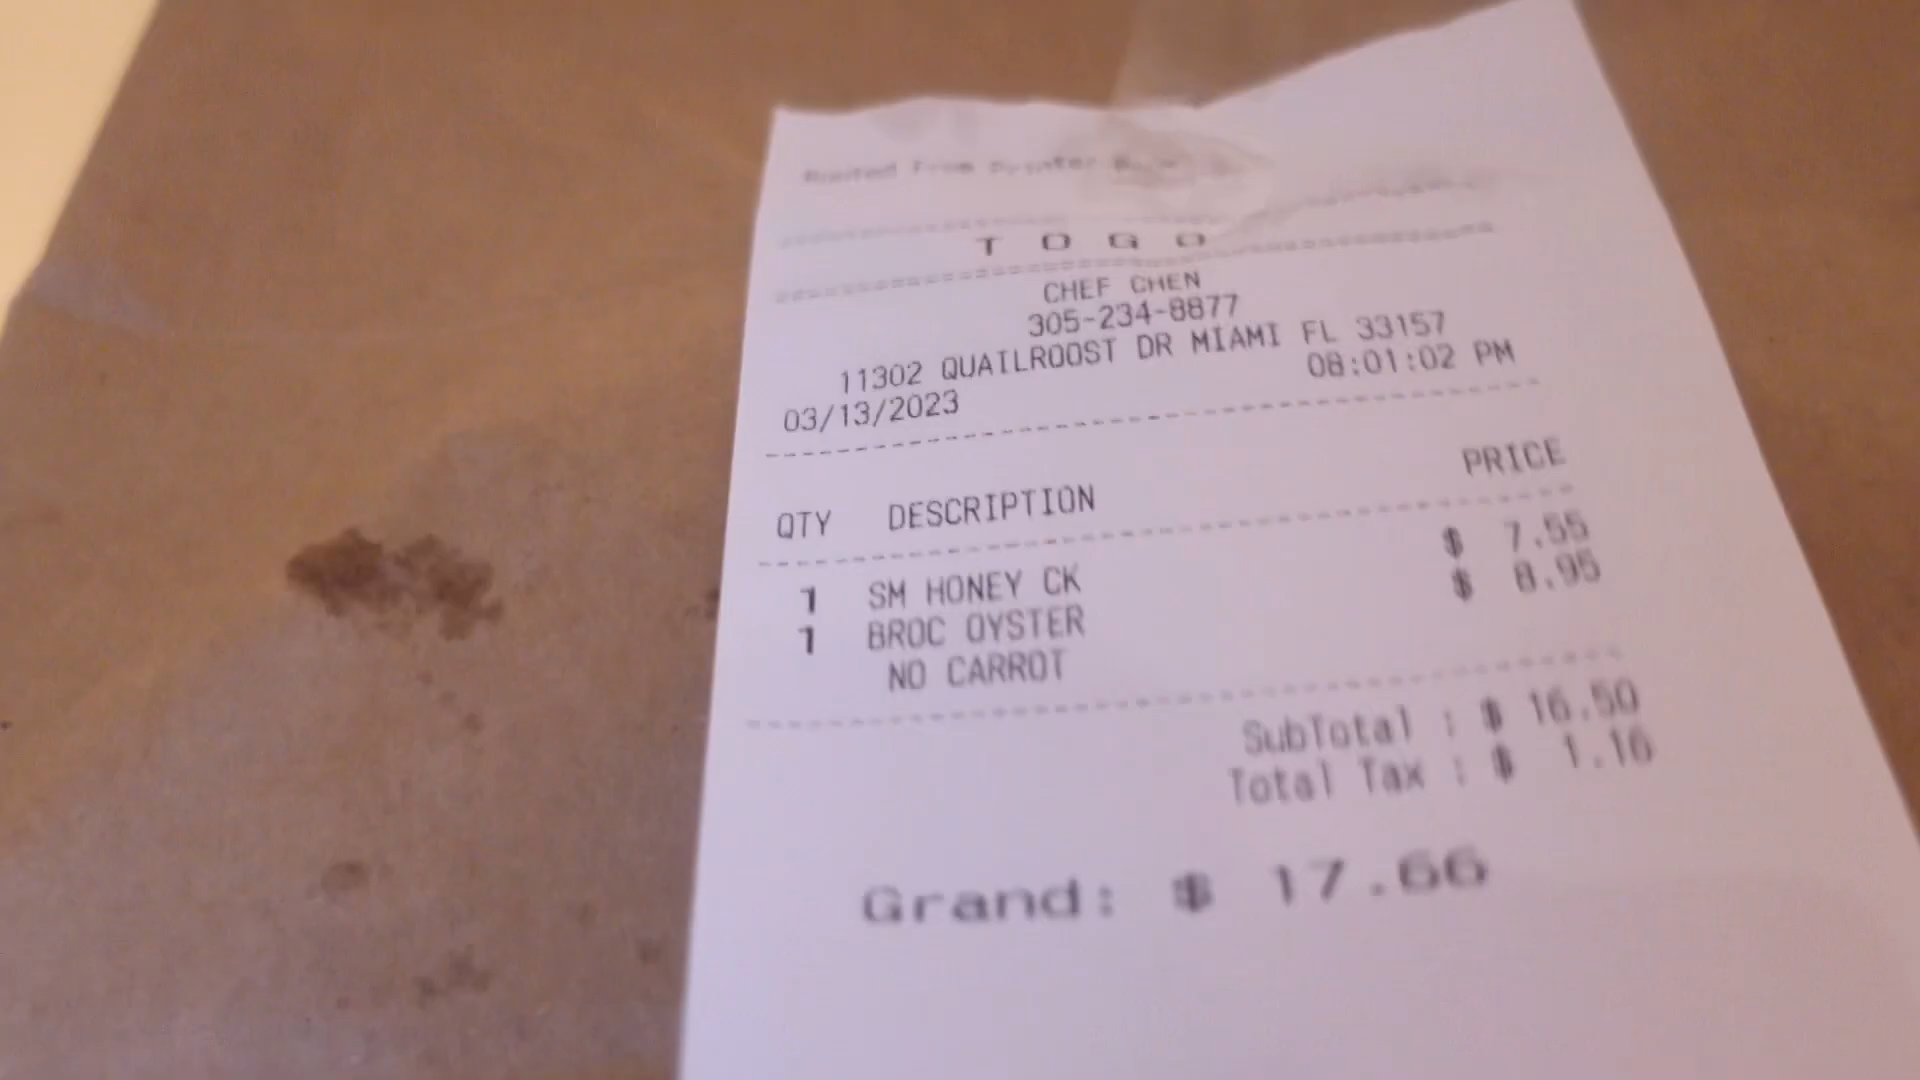 T O G O
CHEF CHEN
305-234-8877
11302 QUAILROOST DR MIAMI FL 33157
03/13/2023 08:01:02 PM
QTY DESCRIPTION PRICE
1 SM HONEY CK $ 7.55
1 BROC OYSTER $ 8.95
NO CARROT
SubTotal : $ 16.50
Total Tax : $ 1.16
Grand: $ 17.66